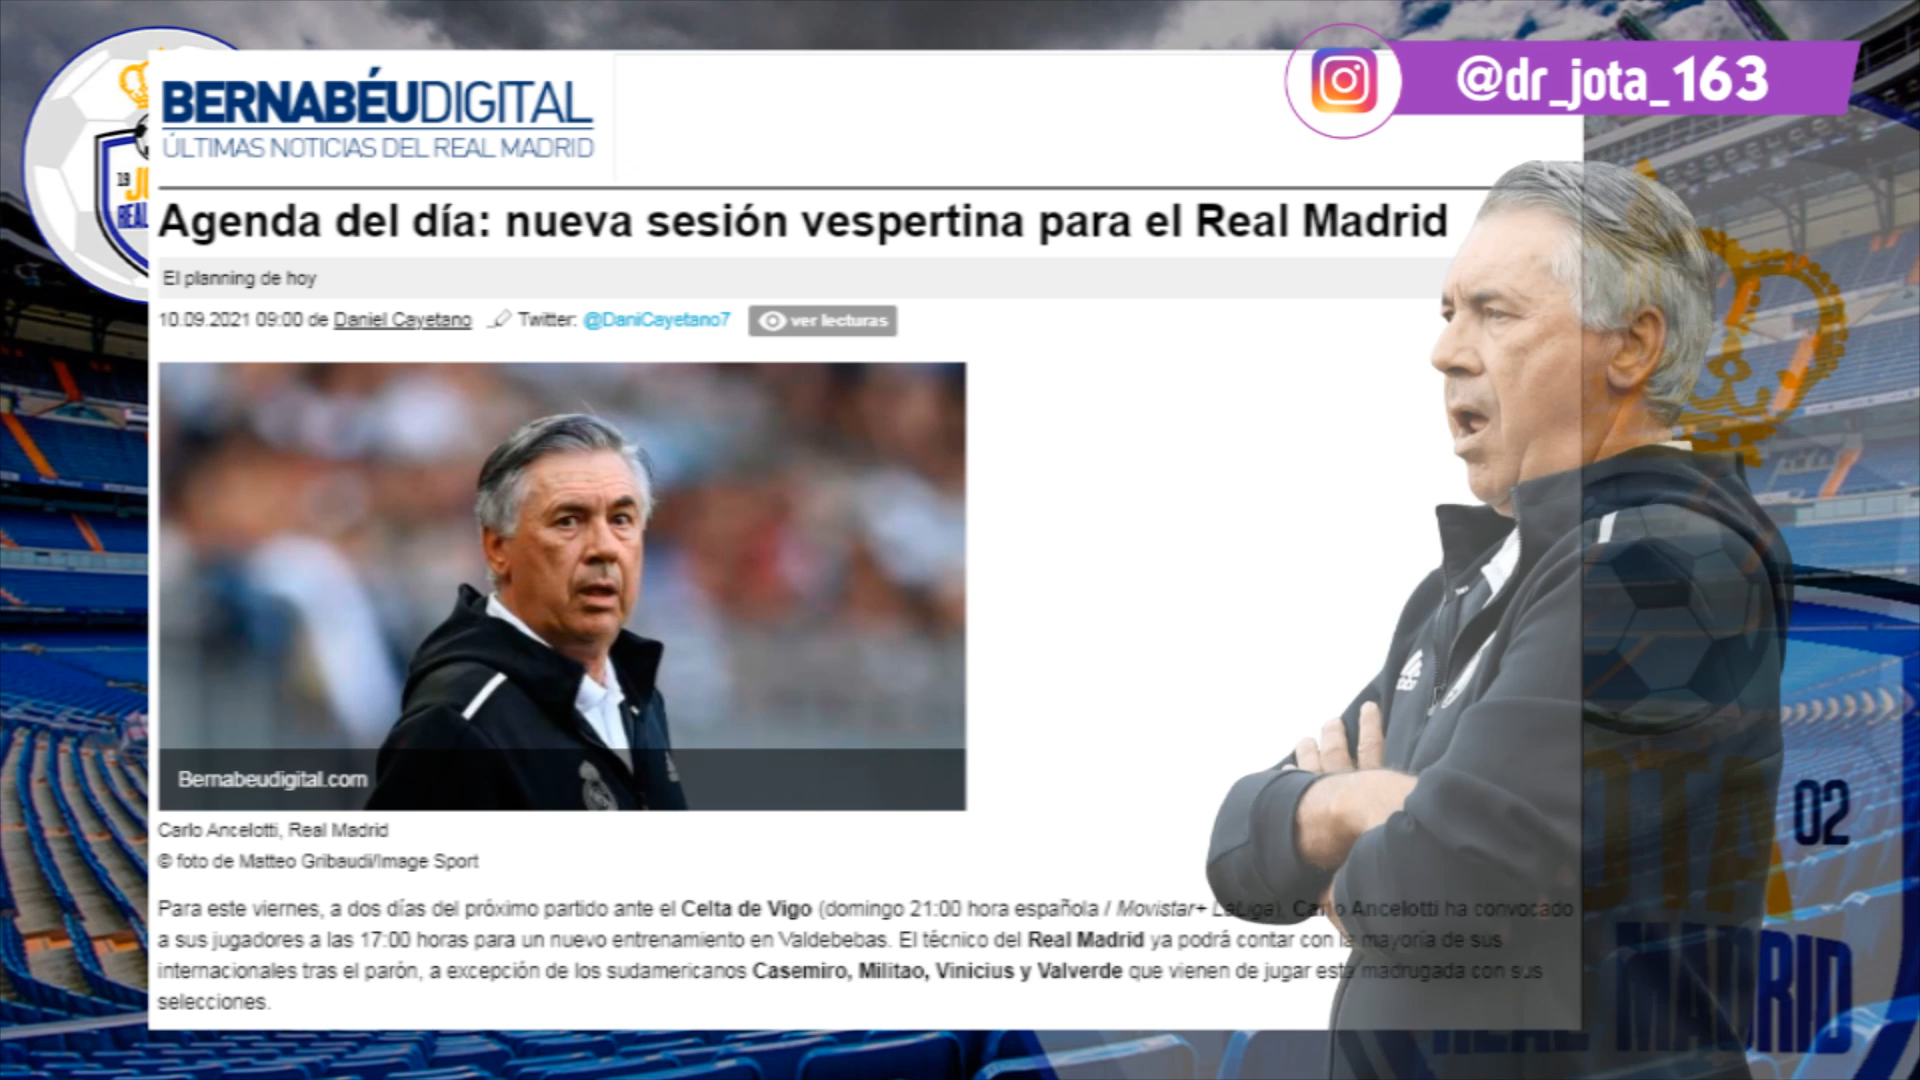 @dr_jota_163
BERNABÉUDIGITAL
ÚLTIMAS NOTICIAS DEL REAL MADRID
19
Agenda del día: nueva sesión vespertina para el Real Madrid
El planning de hoy
10.09.2021 09:00 de Daniel Cayetano Twitter: @DaniCayetano7 ver lecturas
Bernabeudigital.com
Carlo Ancelotti, Real Madrid
© foto de Matteo Gribaudi/Image Sport
Para este viernes, a dos días del próximo partido ante el Celta de Vigo (domingo 21:00 hora española / Movistar+ LaLiga), Carlo Ancelotti ha convocado
a sus jugadores a las 17:00 horas para un nuevo entrenamiento en Valdebebas. El técnico del Real Madrid ya podrá contar con la mayoría de sus
internacionales tras el parón, a excepción de los sudamericanos Casemiro, Militao, Vinicius y Valverde que vienen de jugar esta madrugada con sus
selecciones.
02
REAL MADRID